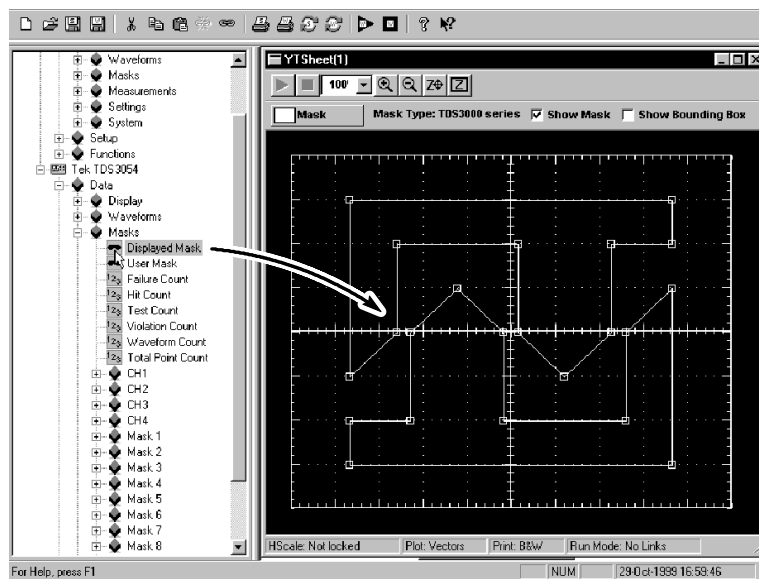 Waveforms
Masks
Measurements
Settings
System
Setup
Functions
Tek TDS3054
Data
Display
Waveforms
Masks
Displayed Mask
User Mask
Failure Count
Hit Count
Test Count
Violation Count
Waveform Count
Total Point Count
CH1
CH2
CH3
CH4
Mask 1
Mask 2
Mask 3
Mask 4
Mask 5
Mask 6
Mask 7
Mask 8
YTSheet(1)
100'
Z
Mask Mask Type: TDS3000 series Show Mask Show Bounding Box
HScale: Not locked Plot: Vectors Print: B&W Run Mode: No Links
For Help, press F1 NUM 29-Oct-1999 16:59:46